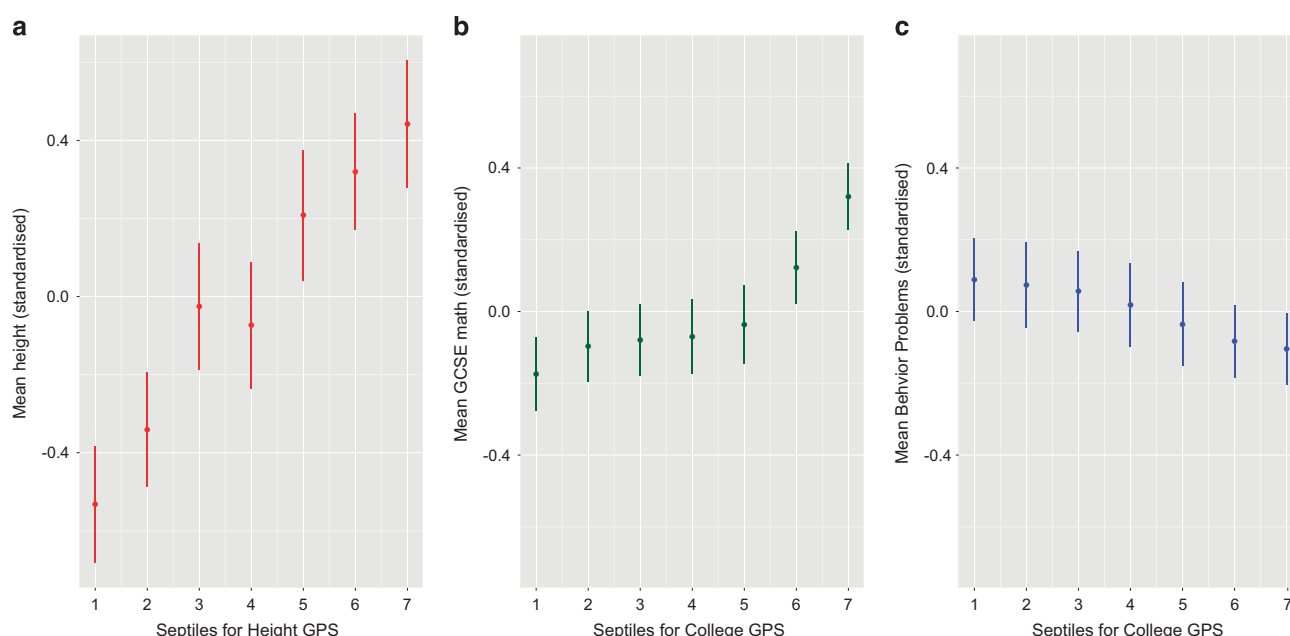 a
b
c
Mean height (standardised)
0.4
0.0
-0.4
1 2 3 4 5 6 7
Septiles for Height GPS
Mean GCSE math (standardised)
0.4
0.0
-0.4
1 2 3 4 5 6 7
Septiles for College GPS
Mean Behvior Problems (standardised)
0.4
0.0
-0.4
1 2 3 4 5 6 7
Septiles for College GPS